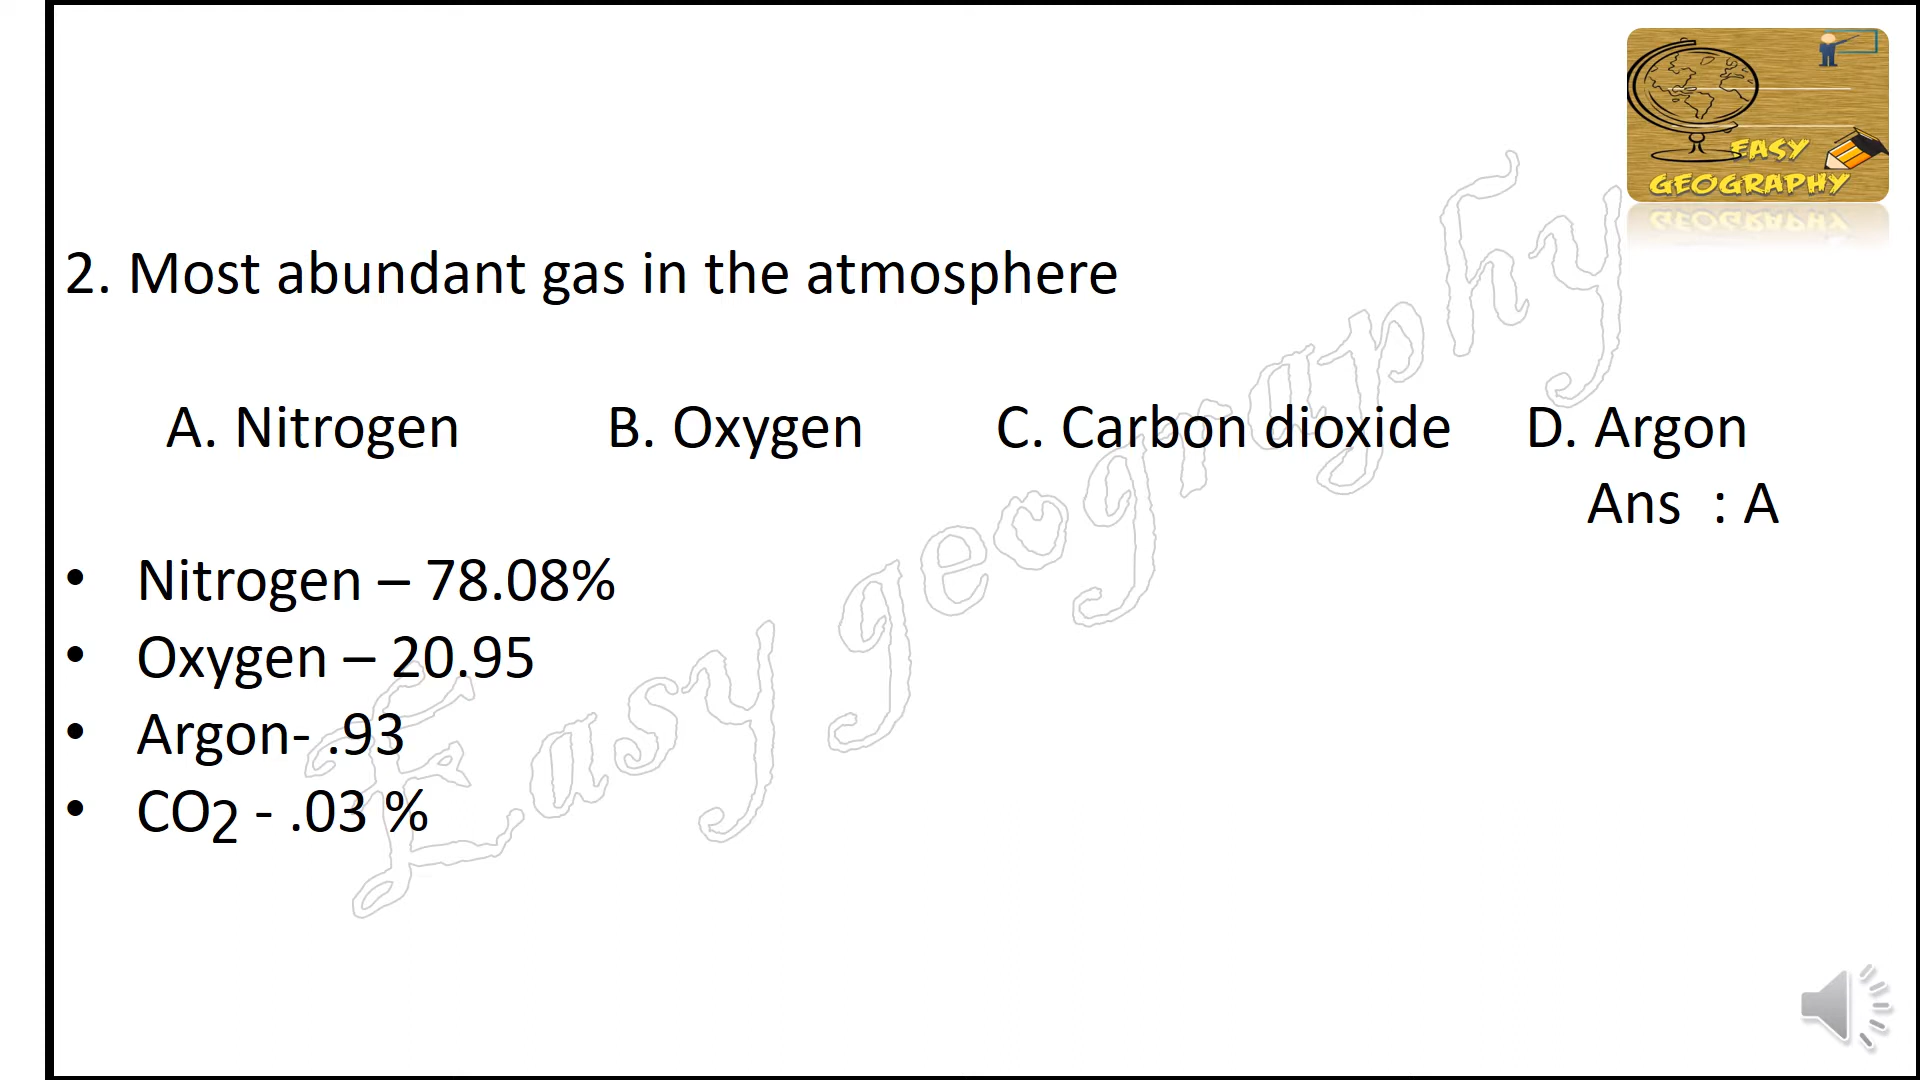 EASY
GEOGRAPHY
2. Most abundant gas in the atmosphere
A. Nitrogen B. Oxygen C. Carbon dioxide D. Argon
Ans : A
• Nitrogen – 78.08%
• Oxygen – 20.95
• Argon- .93
• CO2 - .03 %
Easy geography